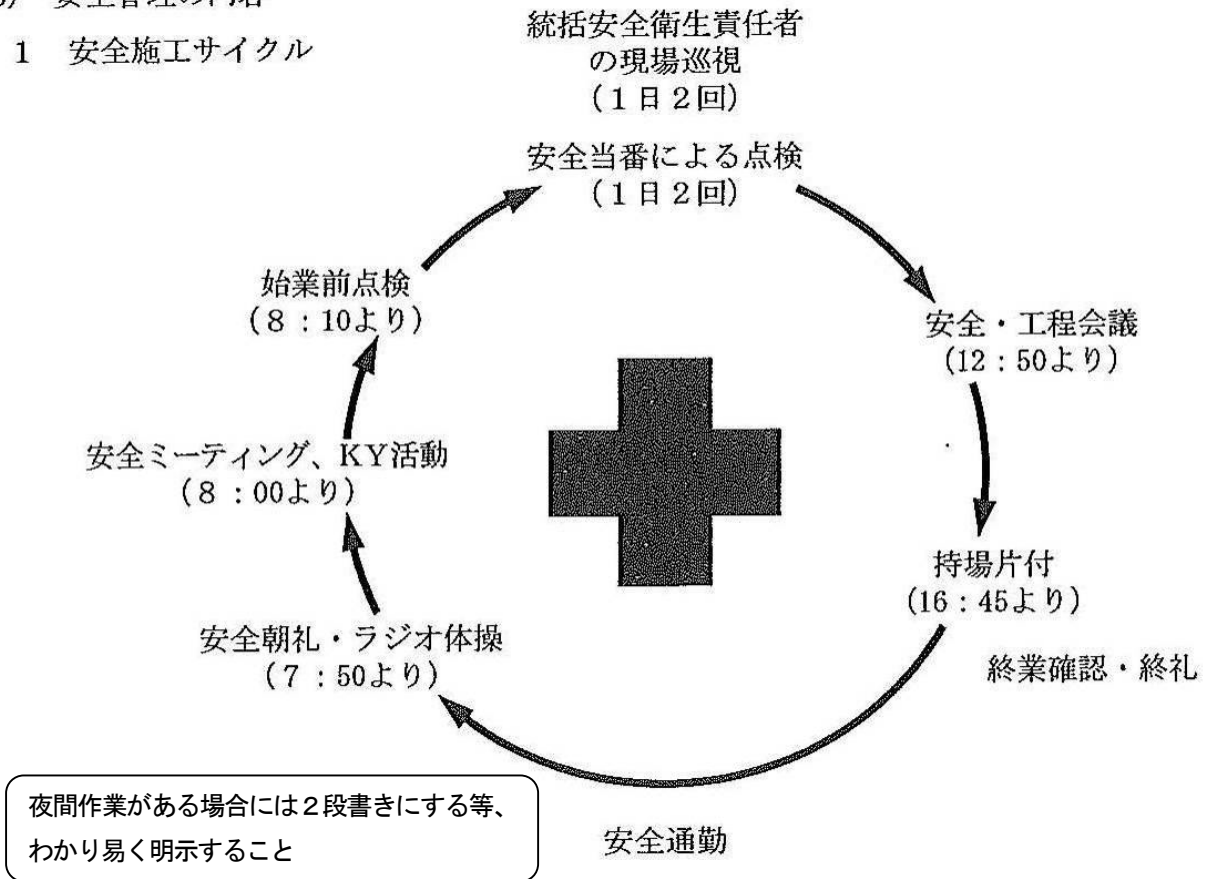 1 安全施工サイクル
統括安全衛生責任者
の現場巡視
(1日2回)
安全当番による点検
(1日2回)
始業前点検
(8:10より)
安全・工程会議
(12:50より)
安全ミーティング、KY活動
(8:00より)
持場片付
(16:45より)
安全朝礼・ラジオ体操
(7:50より)
終業確認・終礼
夜間作業がある場合には2段書きにする等、
わかり易く明示すること
安全通勤